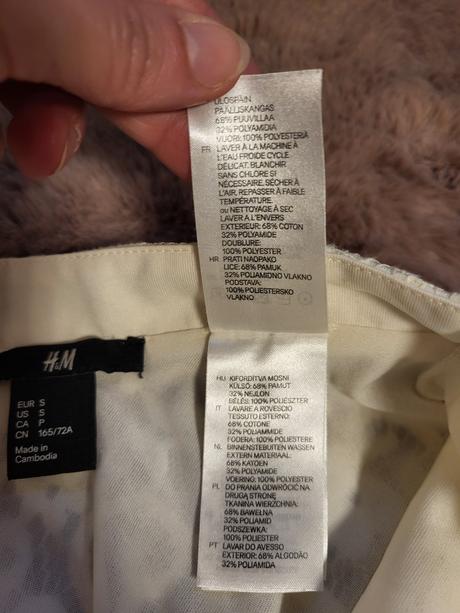 ULOSPÄIN
PÄÄLLISKANGAS
68% PUUVILLAA
32% POLYAMIDIA
VUORI: 100% POLYESTERIÄ
FR LAVER À LA MACHINE À
L'EAU FROIDE CYCLE
DÉLICAT. BLANCHIR
SANS CHLORE SI
NÉCESSAIRE. SÉCHER À
L'AIR. REPASSER À FAIBLE
TEMPÉRATURE.
ou NETTOYAGE À SEC
LAVER A L'ENVERS
EXTERIEUR: 68% COTON
32% POLYAMIDE
DOUBLURE:
100% POLYESTER
HR PRATI NAOPAKO
LICE: 68% PAMUK
32% POLIAMIDNO VLAKNO
PODSTAVA:
100% POLIESTERSKO
VLAKNO
H&M
EUR S
US S
CA P
CN 165/72A
Made in
Cambodia
HU KIFORDÍTVA MOSNI
KÜLSŐ: 68% PAMUT
32% NEJLON
BÉLÉS: 100% POLIÉSZTER
IT LAVARE A ROVESCIO
TESSUTO ESTERNO:
68% COTONE
32% POLIAMMIDE
FODERA: 100% POLIESTERE
NL BINNENSTEBUITEN WASSEN
EXTERN MATERIAAL:
68% KATOEN
32% POLYAMIDE
VOERING: 100% POLYESTER
PL DO PRANIA ODWRÓCIĆ NA
DRUGĄ STRONĘ
TKANINA WIERZCHNIA:
68% BAWEŁNA
32% POLIAMID
PODSZEWKA:
100% POLIESTER
PT LAVAR DO AVESSO
EXTERIOR: 68% ALGODÃO
32% POLIAMIDA